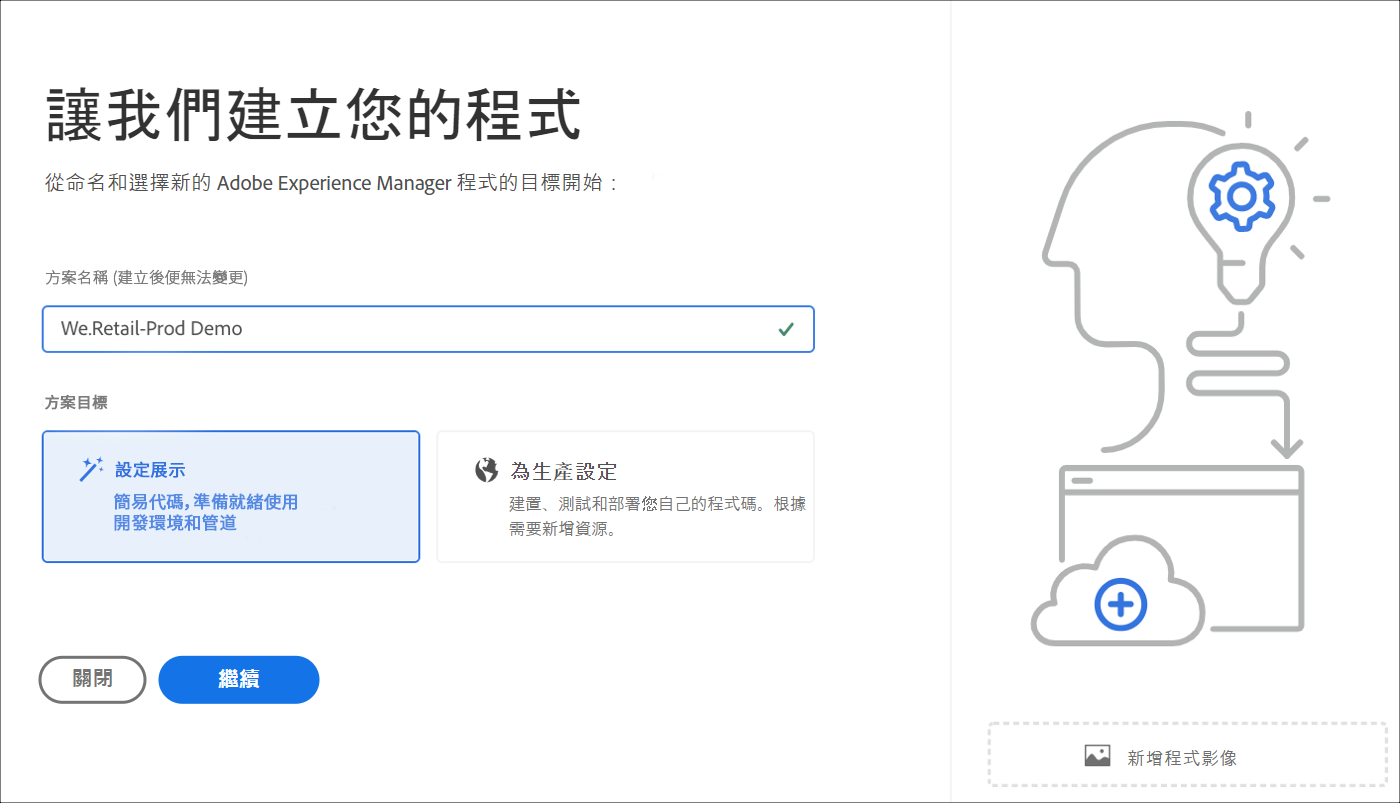 讓我們建立您的程式
從命名和選擇新的 Adobe Experience Manager 程式的目標開始：
方案名稱 (建立後便無法變更)
We.Retail-Prod Demo
方案目標
設定展示
簡易代碼, 準備就緒使用
開發環境和管道
為生產設定
建置、測試和部署您自己的程式碼。根據
需要新增資源。
關閉
繼續
新增程式影像